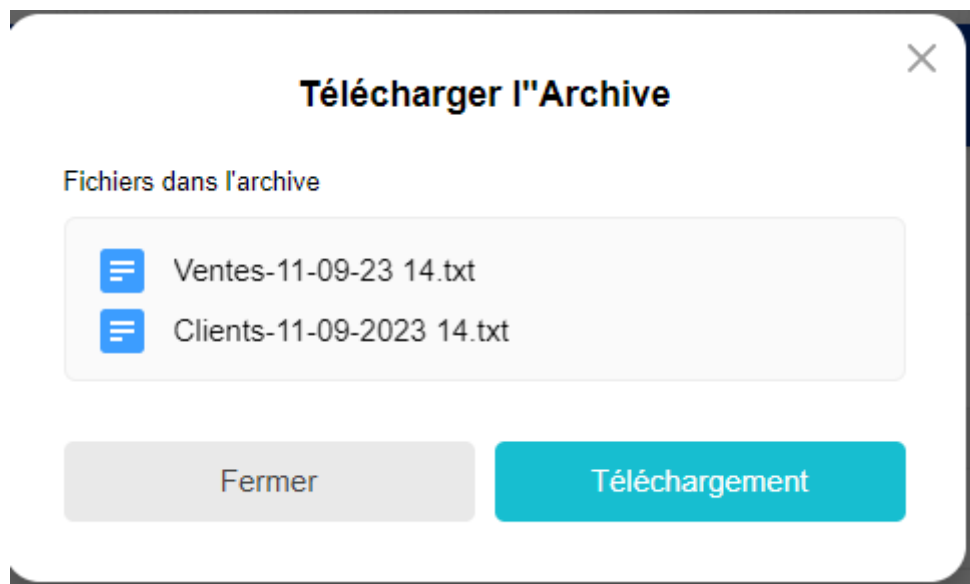 Télécharger l''Archive
Fichiers dans l'archive
Ventes-11-09-23 14.txt
Clients-11-09-2023 14.txt
Fermer
Téléchargement